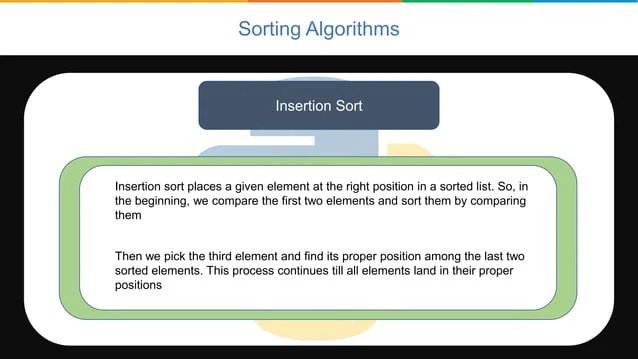 Sorting Algorithms
Insertion Sort
Insertion sort places a given element at the right position in a sorted list. So, in
the beginning, we compare the first two elements and sort them by comparing
them
Then we pick the third element and find its proper position among the last two
sorted elements. This process continues till all elements land in their proper
positions